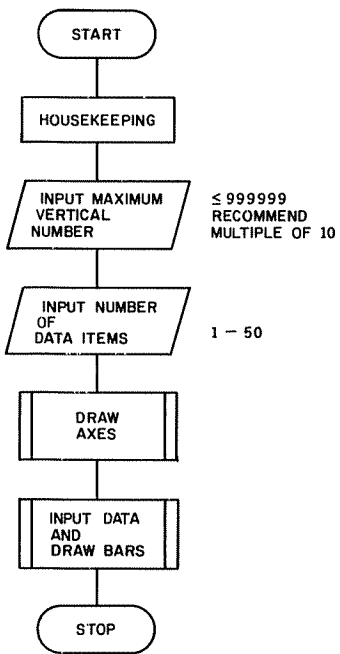 START
HOUSEKEEPING
INPUT MAXIMUM
VERTICAL
NUMBER
≤ 999999
RECOMMEND
MULTIPLE OF 10
INPUT NUMBER
OF
DATA ITEMS
1 — 50
DRAW
AXES
INPUT DATA
AND
DRAW BARS
STOP